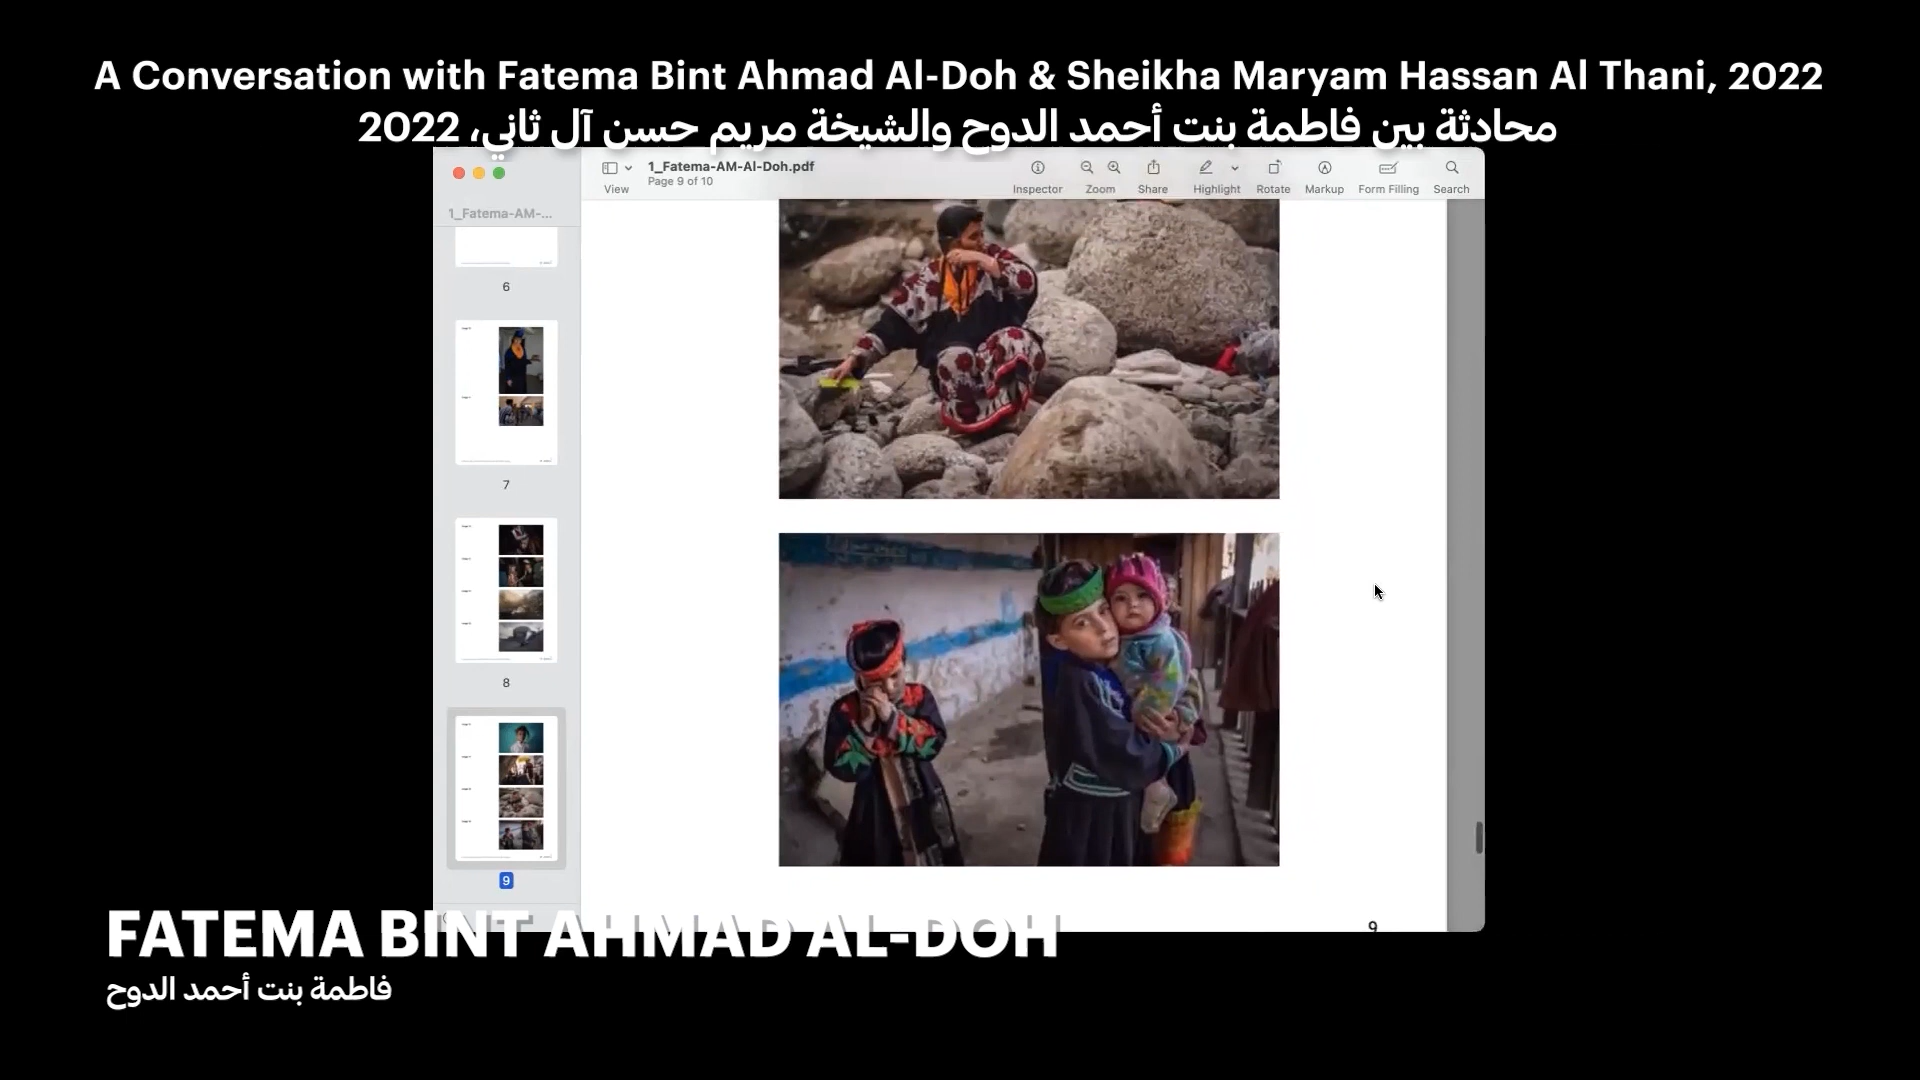 A Conversation with Fatema Bint Ahmad Al-Doh & Sheikha Maryam Hassan Al Thani, 2022
محادثة بين فاطمة بنت أحمد الدوح والشيخة مريم حسن آل ثاني، 2022
1_Fatema-AM-Al-Doh.pdf
Page 9 of 10
View
Inspector
Zoom
Share
Highlight
Rotate
Markup
Form Filling
Search
1_Fatema-AM-...
6
7
8
9
9
FATEMA BINT AHMAD AL-DOH
فاطمة بنت أحمد الدوح